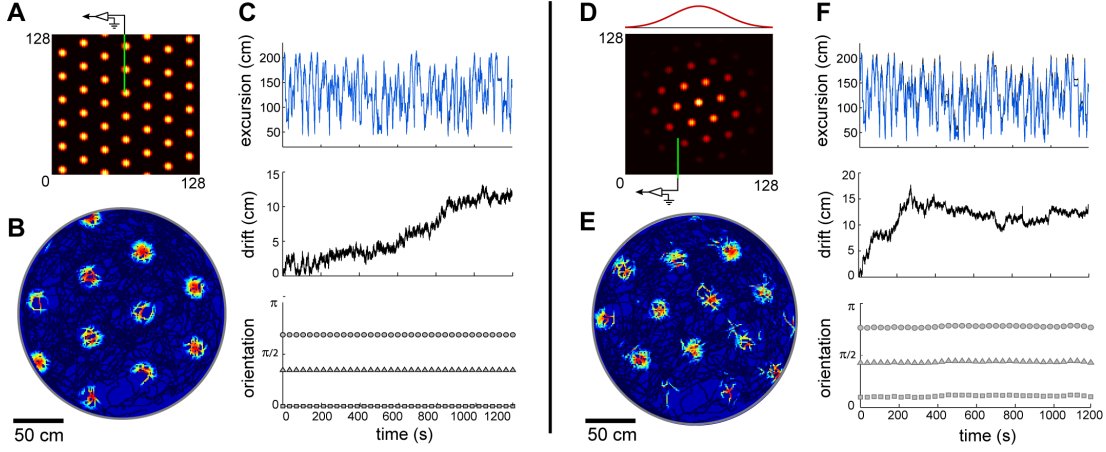 A
128
0
128
B
50 cm
C
excursion (cm)
200
150
100
50
drift (cm)
15
10
5
0
orientation
π
π/2
0
0 200 400 600 800 1000 1200
time (s)
D
128
0
128
E
50 cm
F
excursion (cm)
200
150
100
50
drift (cm)
20
15
10
5
0
orientation
π
π/2
0
0 200 400 600 800 1000 1200
time (s)